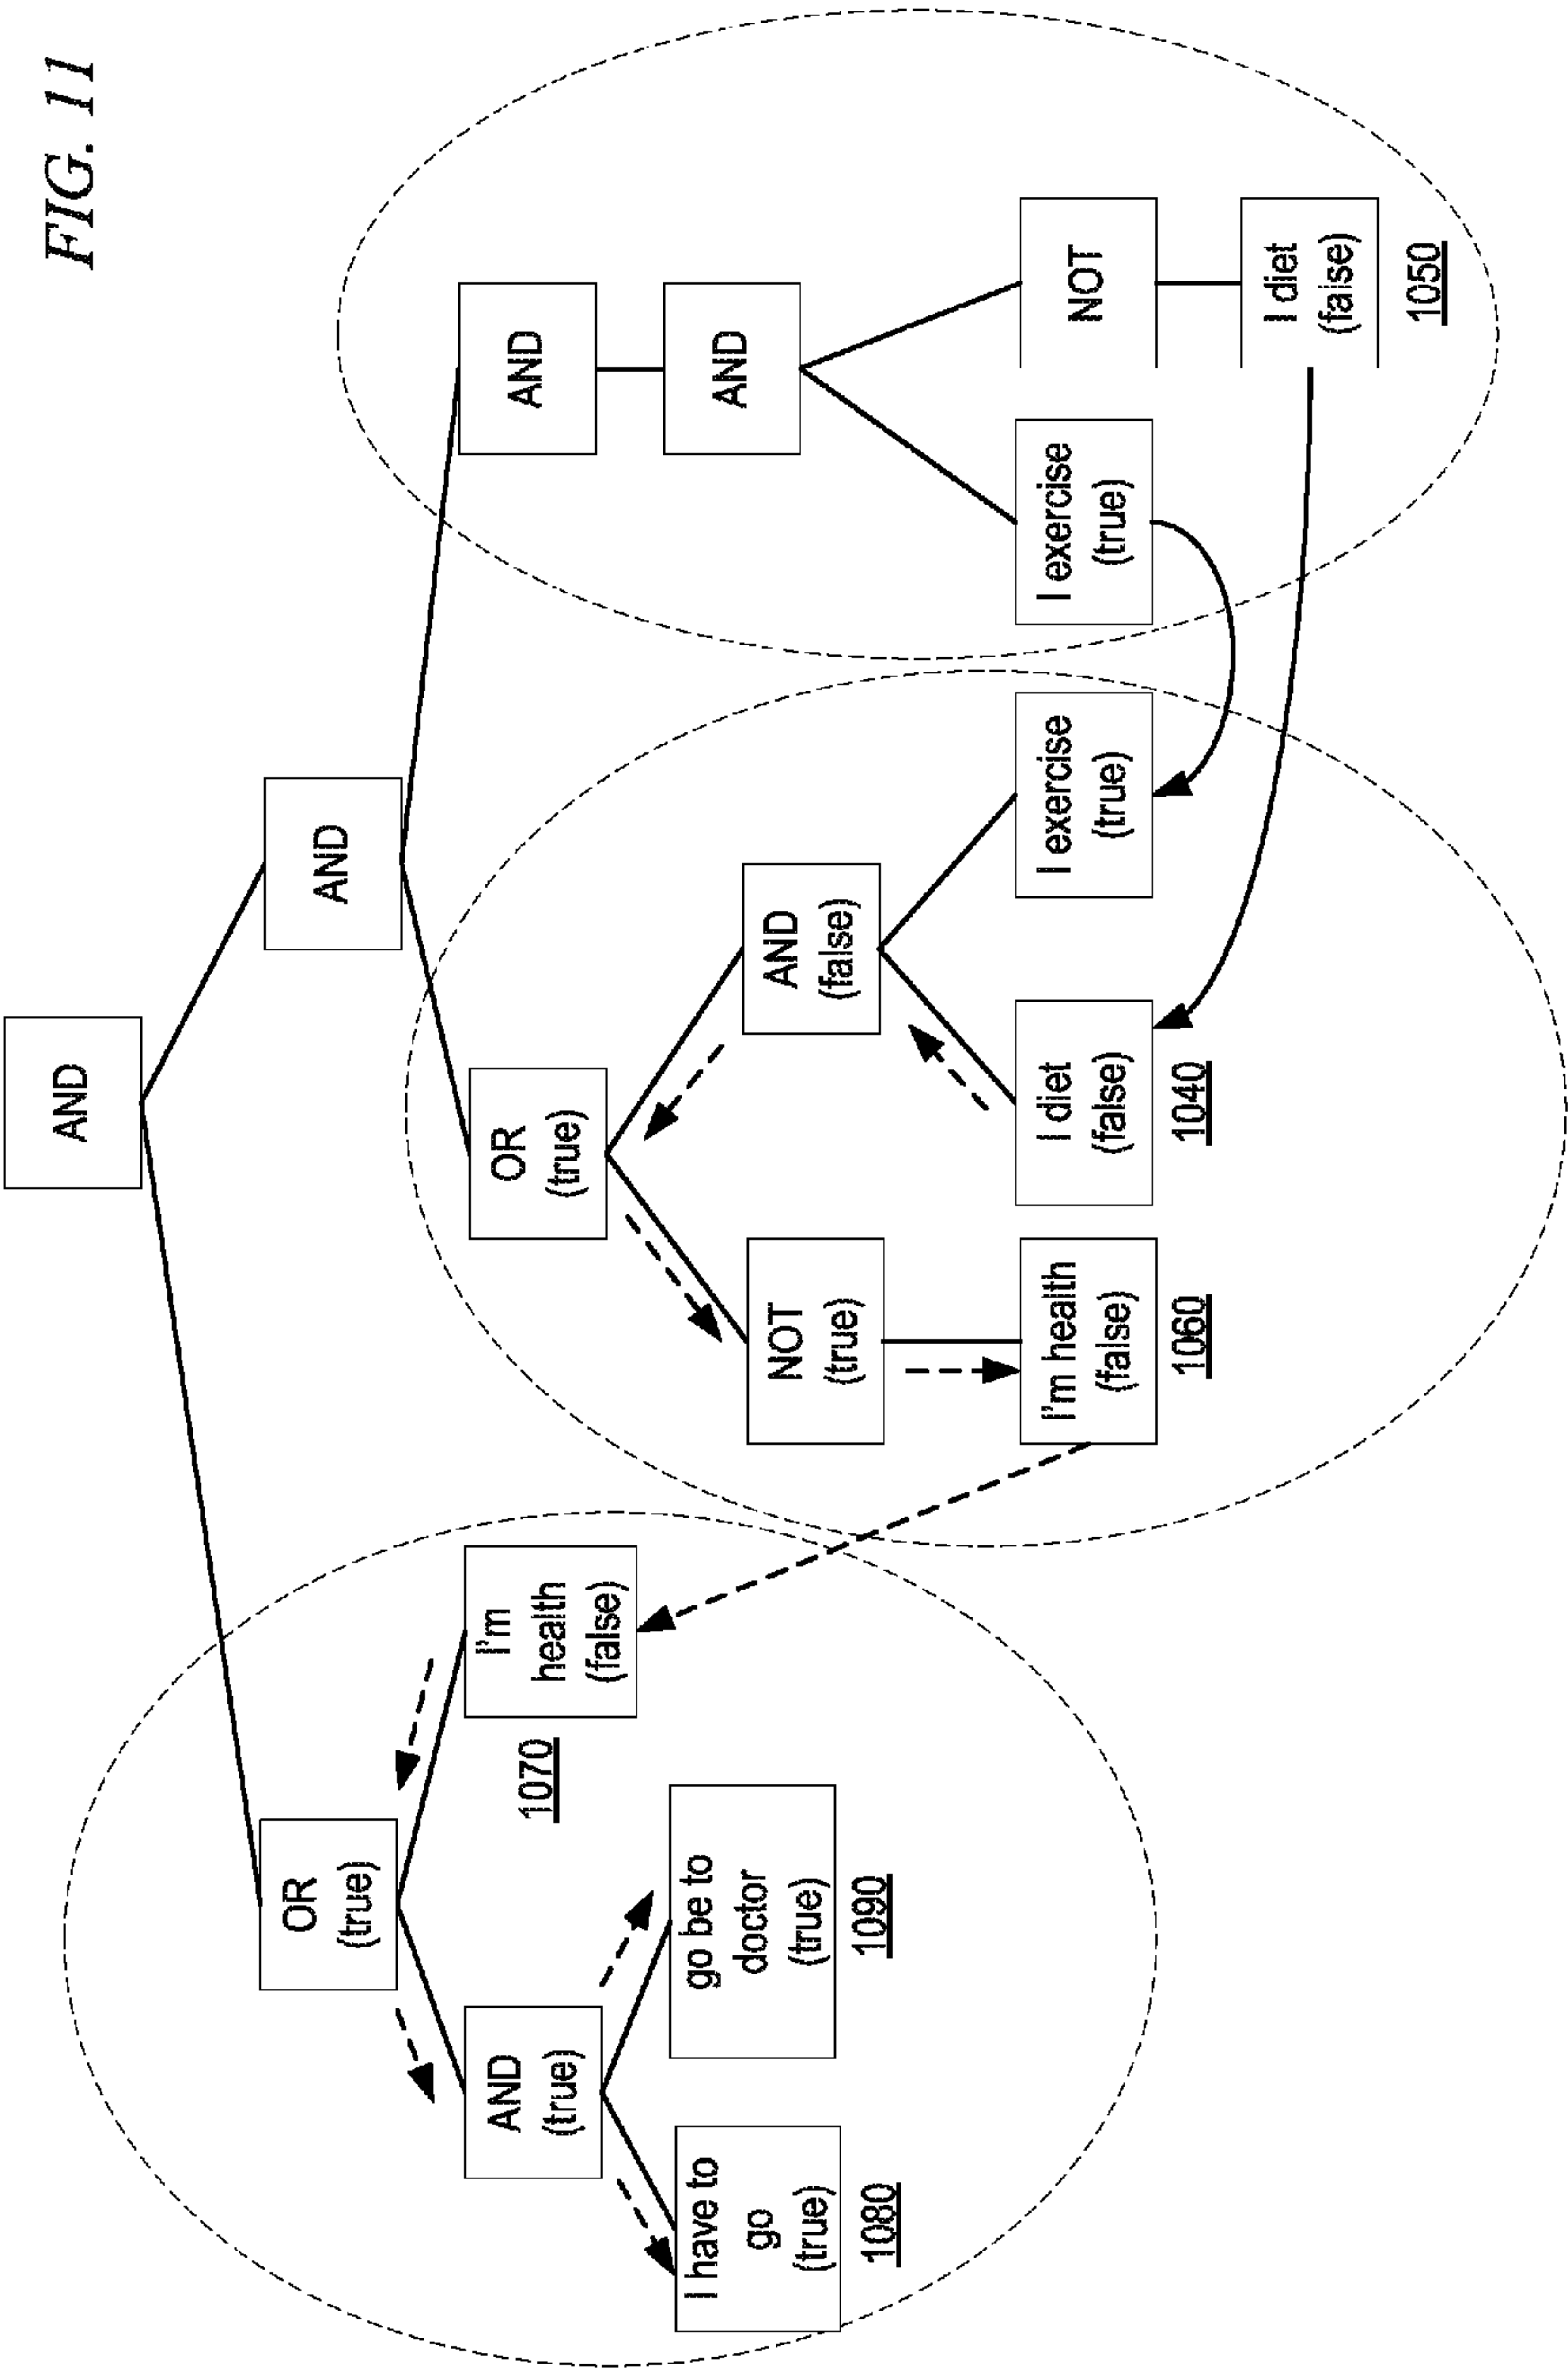 FIG. 11
AND
AND
OR
(true)
AND
(true)
I have to
go
(true)
1080
go be to
doctor
(true)
1090
I'm
health
(false)
1070
OR
(true)
NOT
(true)
I'm health
(false)
1060
AND
(false)
I diet
(false)
1040
I exercise
(true)
AND
AND
I exercise
(true)
NOT
I diet
(false)
1050